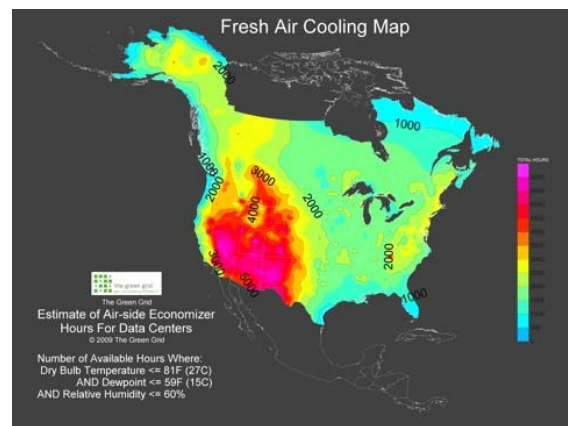 Fresh Air Cooling Map
2000
1000
1000
2000
3000
4000
2000
3000
5000
2000
1000
TOTAL HOURS
the green grid
The Green Grid
Estimate of Air-side Economizer
Hours For Data Centers
© 2009 The Green Grid
Number of Available Hours Where:
Dry Bulb Temperature <= 81F (27C)
AND Dewpoint <= 59F (15C)
AND Relative Humidity <= 60%